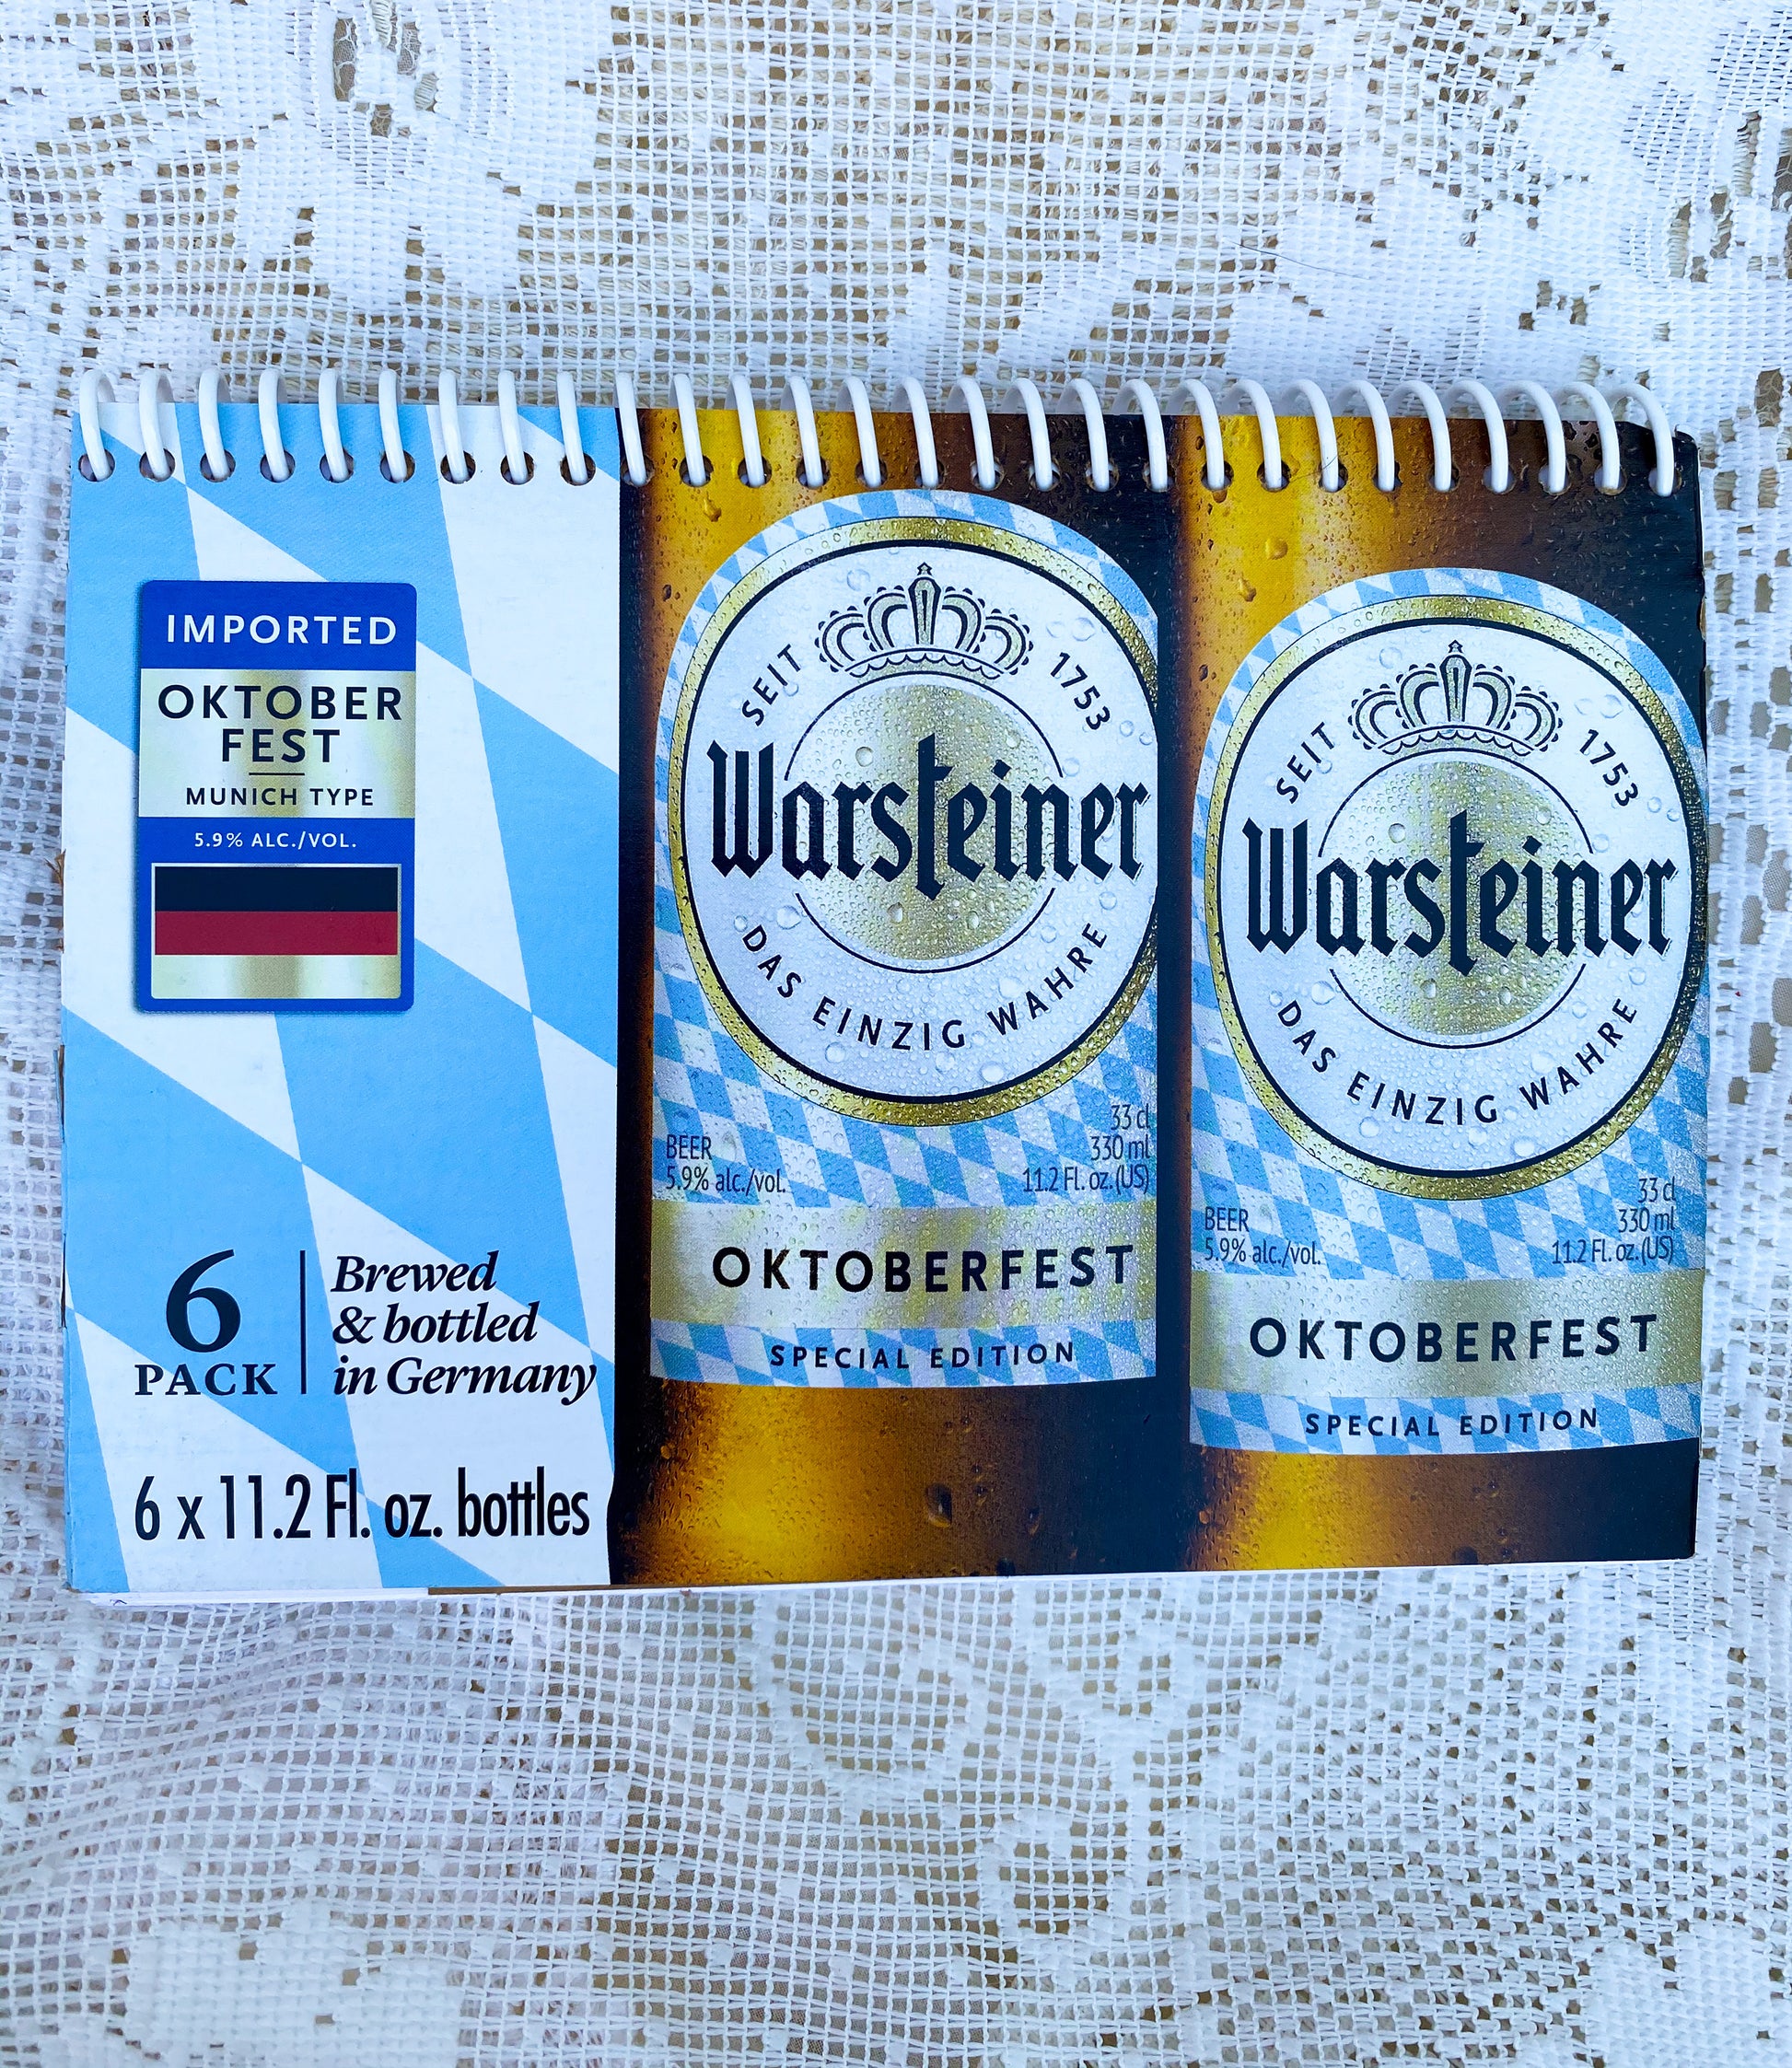 IMPORTED
OKTOBER
FEST
MUNICH TYPE
5.9% ALC./VOL.
6
PACK
Brewed
& bottled
in Germany
6 x 11.2 Fl. oz. bottles
SEIT 1753
Warsteiner
DAS EINZIG WAHRE
BEER
5.9% alc./vol.
33 cl
330 ml
11.2 Fl. oz. (US)
OKTOBERFEST
SPECIAL EDITION
SEIT 1753
Warsteiner
DAS EINZIG WAHRE
BEER
5.9% alc./vol.
33 cl
330 ml
11.2 Fl. oz. (US)
OKTOBERFEST
SPECIAL EDITION